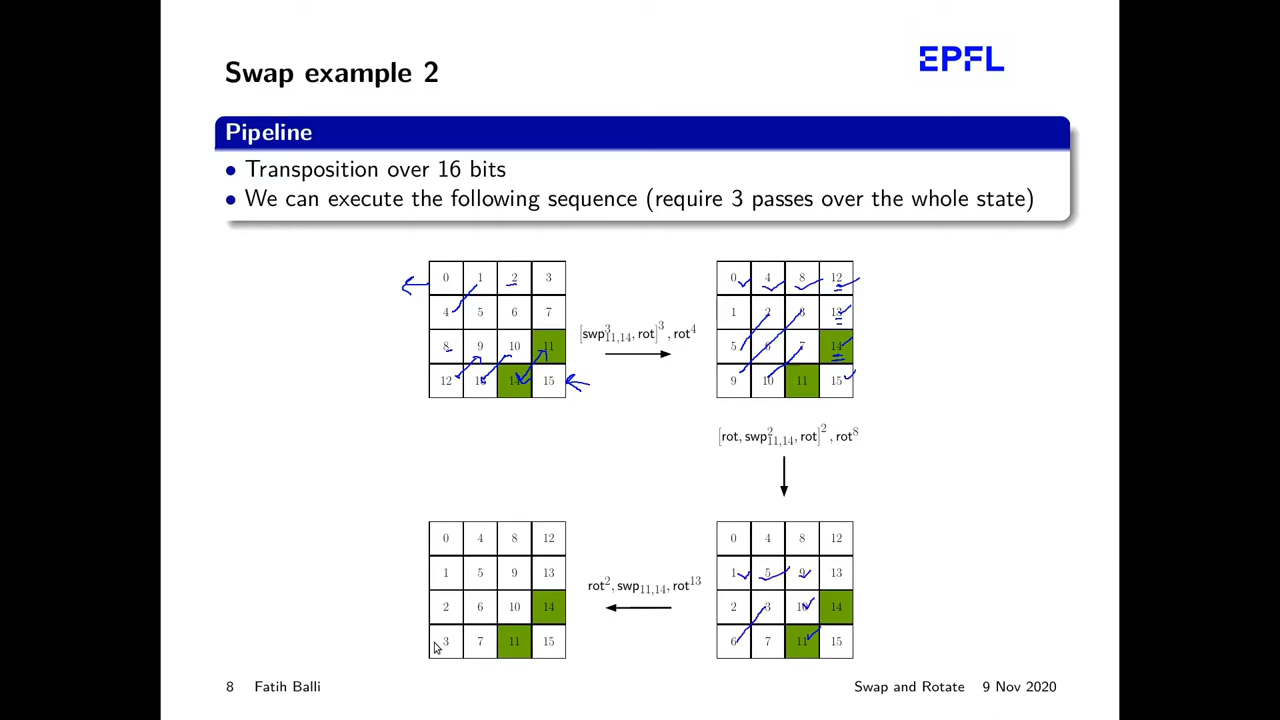 Swap example 2
EPFL
Pipeline
• Transposition over 16 bits
• We can execute the following sequence (require 3 passes over the whole state)
0 1 2 3
4 5 6 7
8 9 10 11
12 13 14 15
[swp³₁₁,₁₄, rot]³, rot⁴
0 4 8 12
1 2 3 13
5 6 7 14
9 10 11 15
[rot, swp²₁₁,₁₄, rot]², rot⁸
0 4 8 12
1 5 9 13
2 6 10 14
3 7 11 15
rot², swp₁₁,₁₄, rot¹³
0 4 8 12
1 5 9 13
2 3 10 14
6 7 11 15
8 Fatih Balli
Swap and Rotate 9 Nov 2020